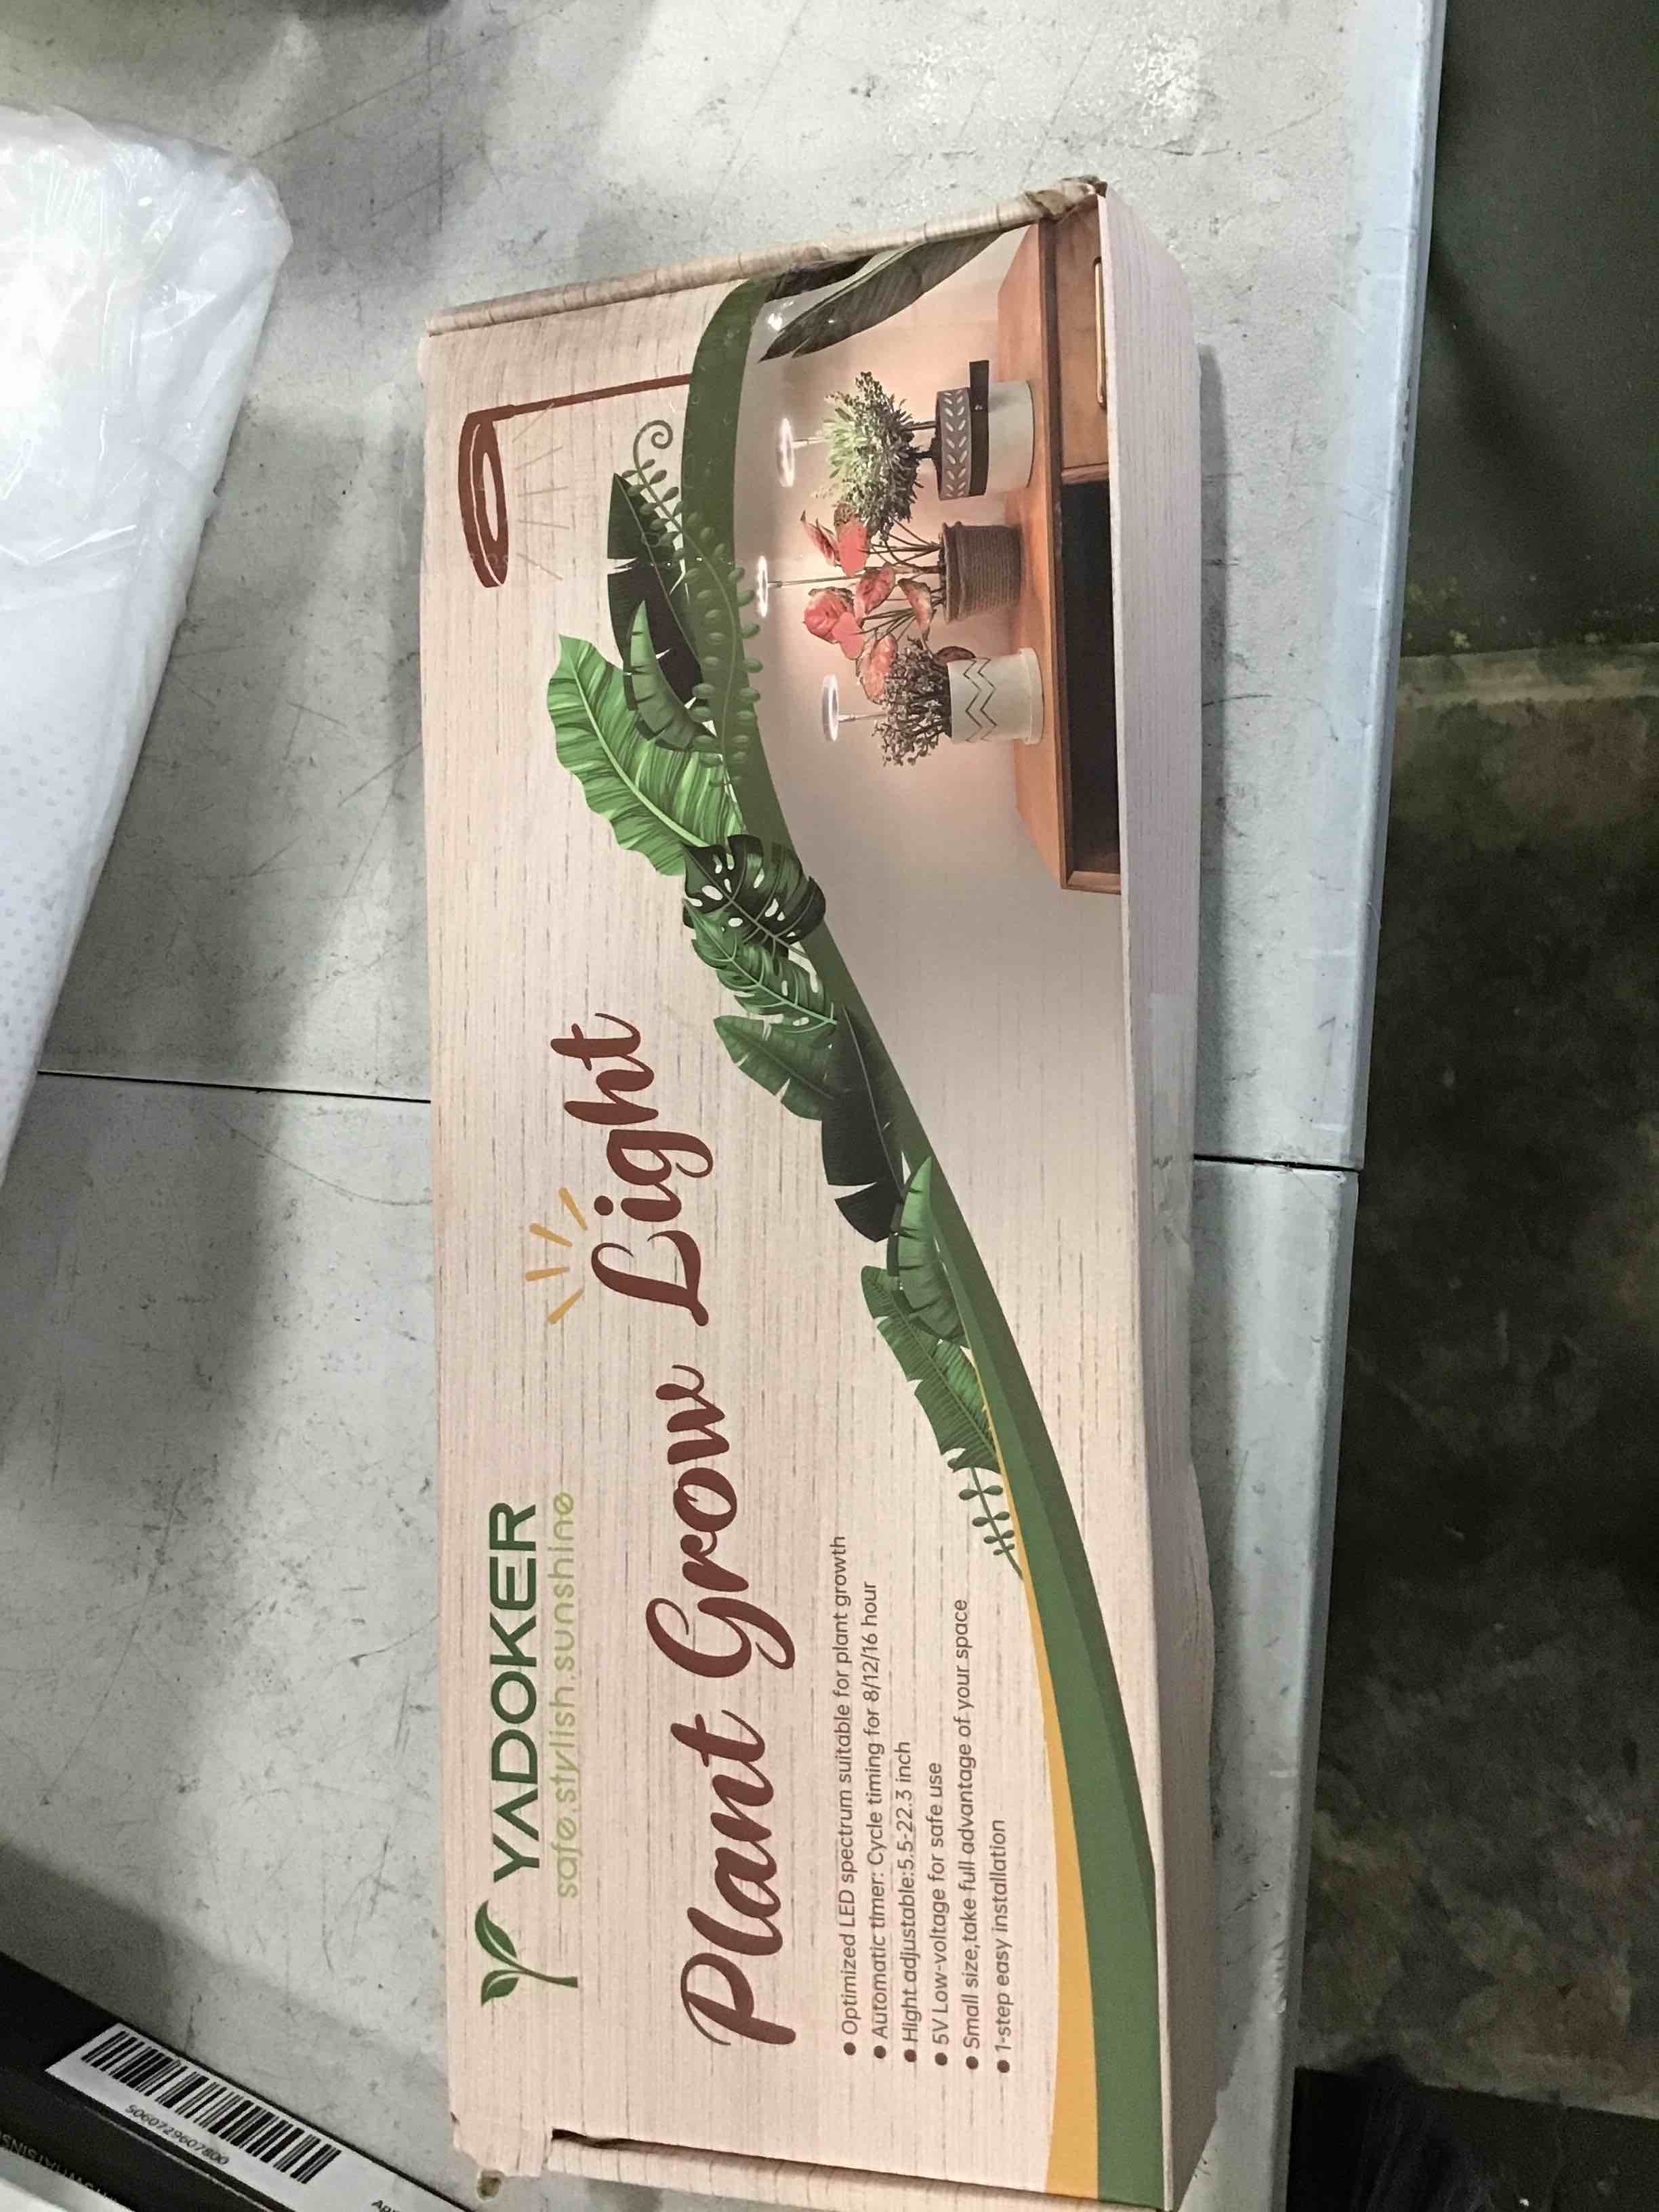 YADOKER
safe.stylish.sunshine
Plant Grow Light
● Optimized LED spectrum suitable for plant growth
● Automatic tlmer: Cycle timing for 8/12/16 hour
● Hight adjustable:5.5-22.3 inch
● 5V Low-voltage for safe use
● Small size,take full advantage of your space
● 1-step easy installation
5060729607800